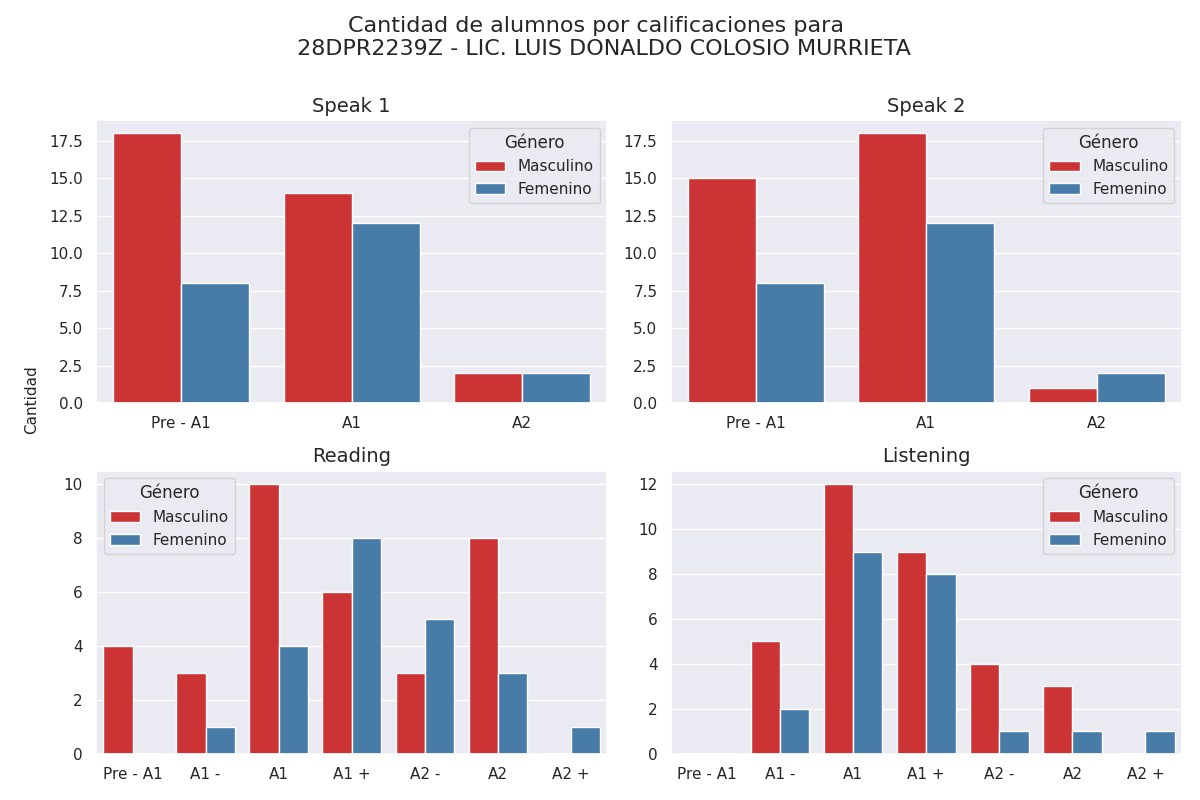 Cantidad de alumnos por calificaciones para
28DPR2239Z - LIC. LUIS DONALDO COLOSIO MURRIETA
Cantidad
Speak 1
17.5
15.0
12.5
10.0
7.5
5.0
2.5
0.0
Género
Masculino
Femenino
Pre - A1 A1 A2
Speak 2
17.5
15.0
12.5
10.0
7.5
5.0
2.5
0.0
Género
Masculino
Femenino
Pre - A1 A1 A2
Reading
10
8
6
4
2
0
Género
Masculino
Femenino
Pre - A1 A1 - A1 A1 + A2 - A2 A2 +
Listening
12
10
8
6
4
2
0
Género
Masculino
Femenino
Pre - A1 A1 - A1 A1 + A2 - A2 A2 +